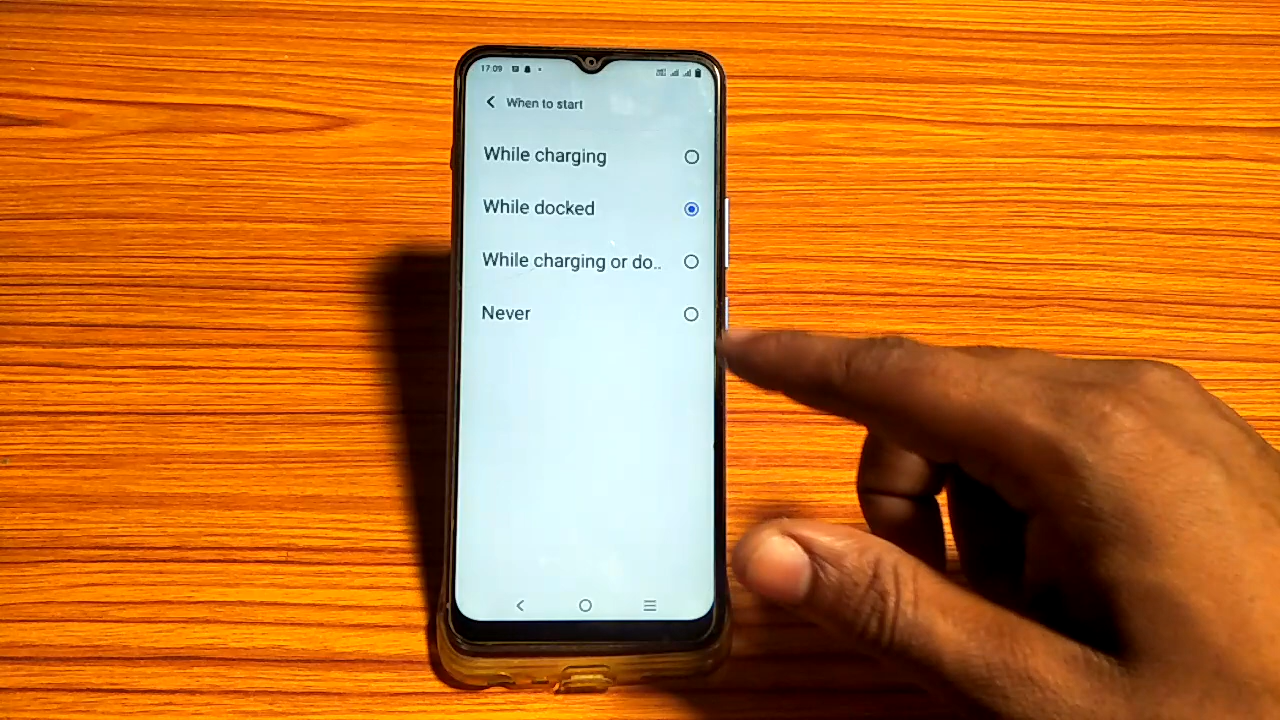 17:09
When to start
While charging
While docked
While charging or do..
Never